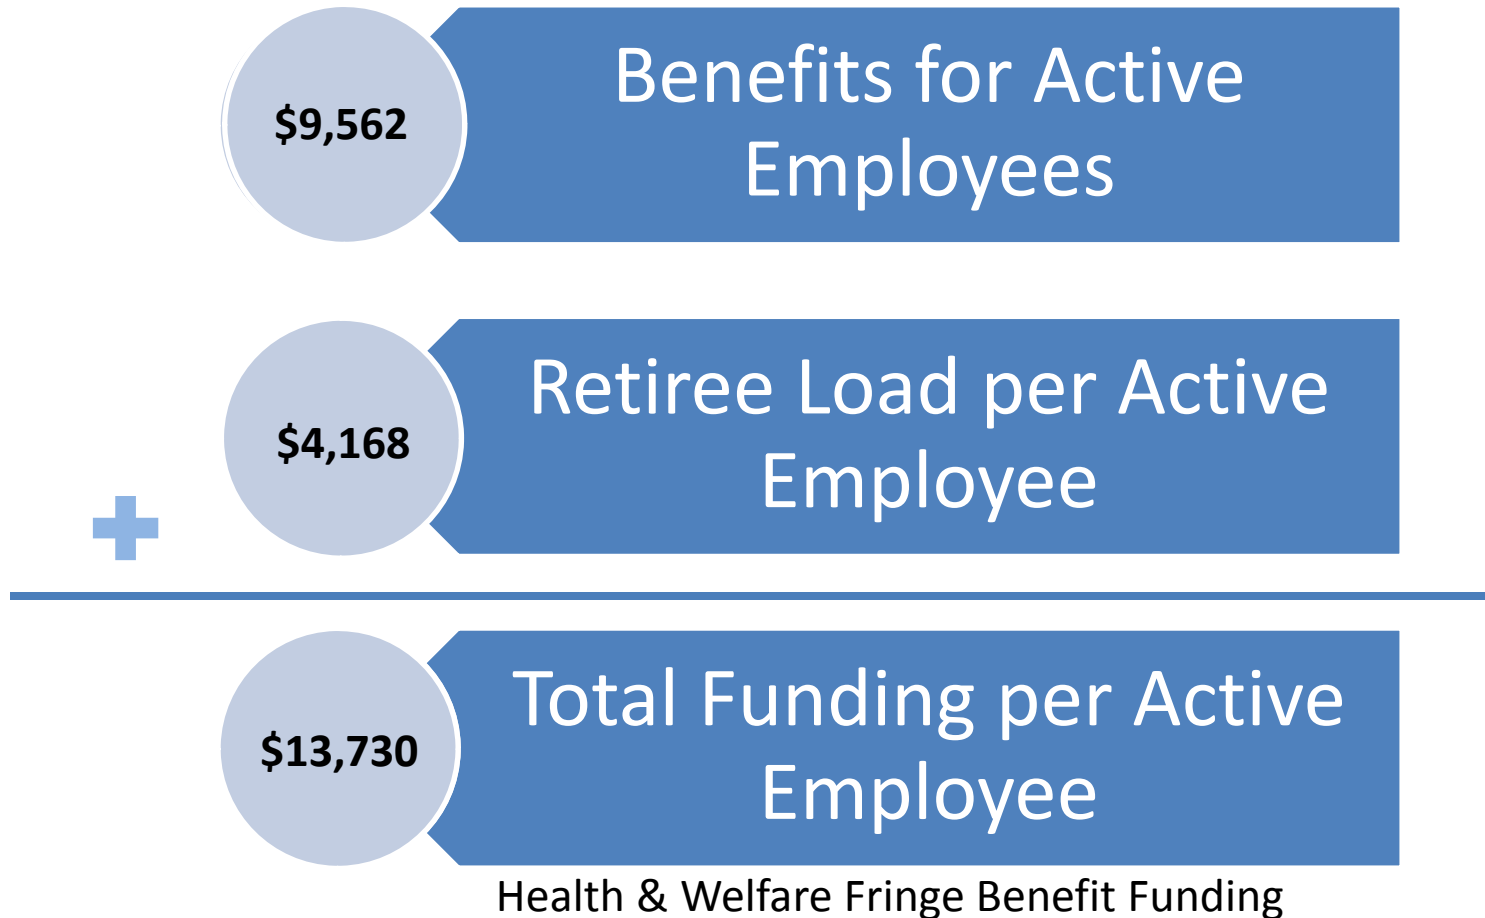 $9,562
Benefits for Active
Employees
$4,168
Retiree Load per Active
Employee
$13,730
Total Funding per Active
Employee
Health & Welfare Fringe Benefit Funding